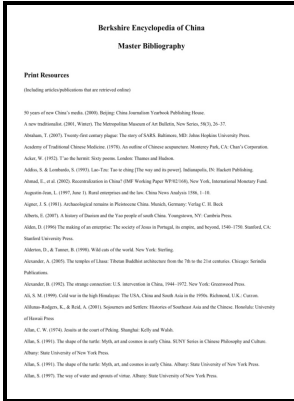 Berkshire Encyclopedia of China
Master Bibliography
Print Resources
(Including articles/publications that are retrieved online)
50 years of new China's media. (2000). Beijing: China Journalism Yearbook Publishing House.
A new traditionalist. (2001, Winter). The Metropolitan Museum of Art Bulletin, New Series, 58(3), 26–37.
Abraham, T. (2007). Twenty-first century plague: The story of SARS. Baltimore, MD: Johns Hopkins University Press.
Academy of Traditional Chinese Medicine. (1978). An outline of Chinese acupuncture. Monterey Park, CA: Chan's Corporation.
Acker, W. (1952). T'ao the hermit: Sixty poems. London: Thames and Hudson.
Addiss, S., & Lombardo, S. (1993). Lao-Tzu: Tao te ching [The way and its power]. Indianapolis, IN: Hackett Publishing.
Ahmad, E., et al. (2002). Recentralization in China? (IMF Working Paper WP/02/168). New York, International Monetary Fund.
Augustin-Jean, L. (1997, June 1). Rural enterprises and the law. China News Analysis 1586, 1–10.
Aigner, J. S. (1981). Archaeological remains in Pleistocene China. Munich, Germany: Verlag C. H. Beck
Alberts, E. (2007). A history of Daoism and the Yao people of south China. Youngstown, NY: Cambria Press.
Alden, D. (1996) The making of an enterprise: The society of Jesus in Portugal, its empire, and beyond, 1540–1750. Stanford, CA:
Stanford University Press.
Alderton, D., & Tanner, B. (1998). Wild cats of the world. New York: Sterling.
Alexander, A. (2005). The temples of Lhasa: Tibetan Buddhist architecture from the 7th to the 21st centuries. Chicago: Serindia
Publications.
Alexander, B. (1992). The strange connection: U.S. intervention in China, 1944–1972. New York: Greenwood Press.
Ali, S. M. (1999). Cold war in the high Himalayas: The USA, China and South Asia in the 1950s. Richmond, U.K.: Curzon.
Alilunas-Rodgers, K., & Reid, A. (2001). Sojourners and Settlers: Histories of Southeast Asia and the Chinese. Honolulu: University
of Hawaii Press
Allan, C. W. (1974). Jesuits at the court of Peking. Shanghai: Kelly and Walsh.
Allan, S. (1991). The shape of the turtle: Myth, art and cosmos in early China. SUNY Series in Chinese Philosophy and Culture.
Albany: State University of New York Press.
Allan, S. (1991). The shape of the turtle: Myth, art, and cosmos in early China. Albany: State University of New York Press.
Allan, S. (1997). The way of water and sprouts of virtue. Albany: State University of New York Press.